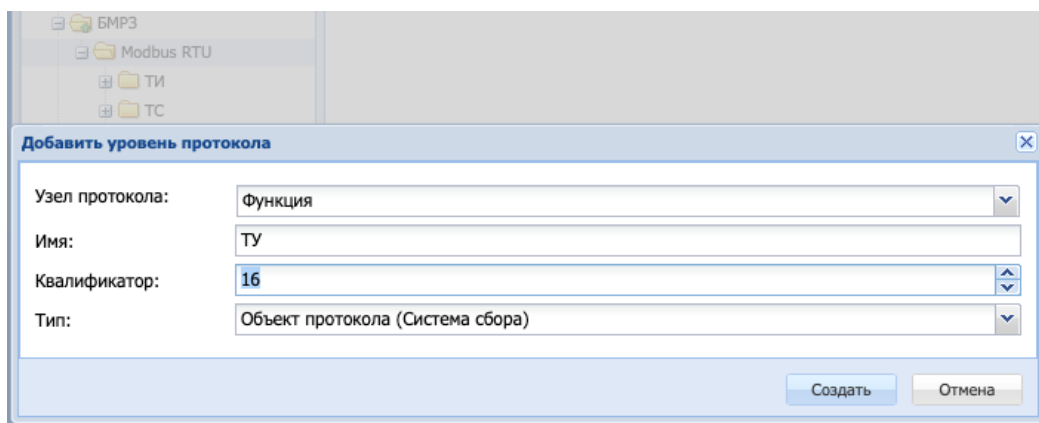 БМРЗ
Modbus RTU
ТИ
ТС
Добавить уровень протокола
Узел протокола: Функция
Имя: ТУ
Квалификатор: 16
Тип: Объект протокола (Система сбора)
Создать Отмена